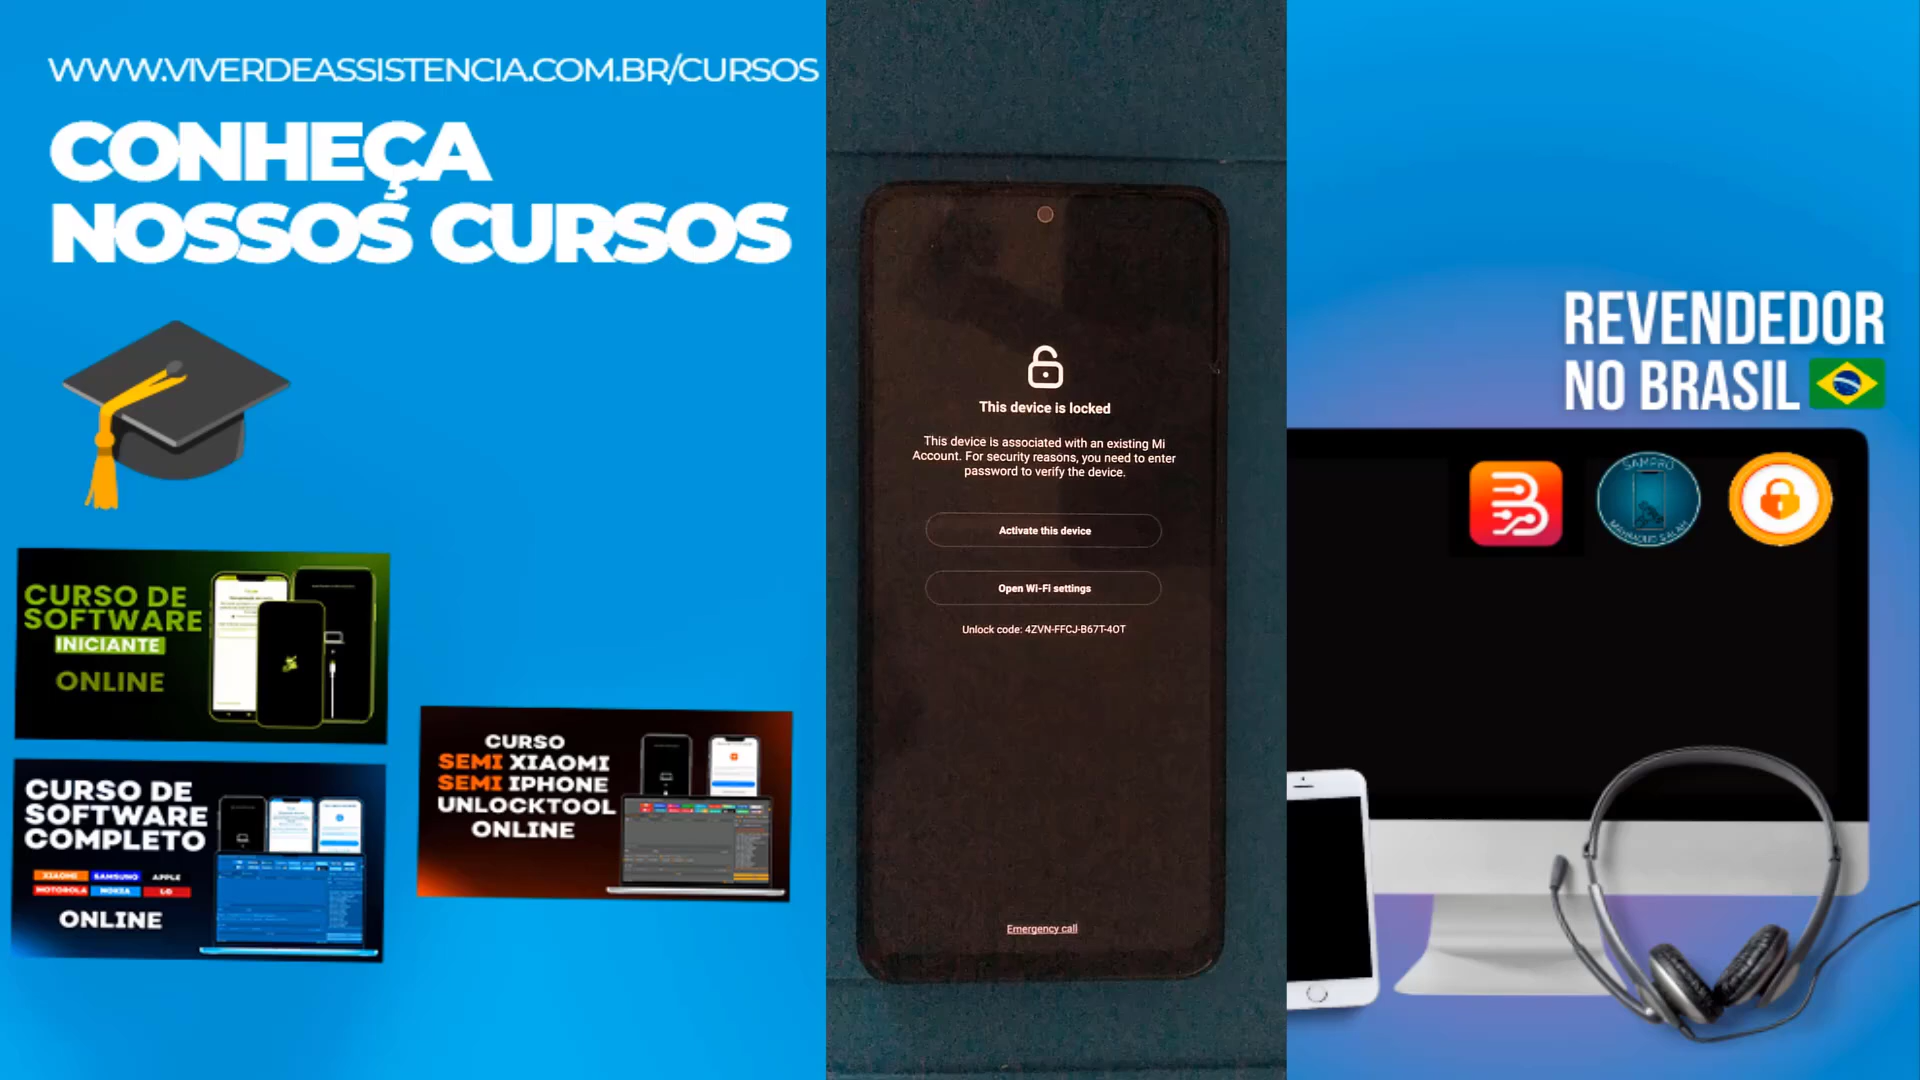 WWW.VIVERDEASSISTENCIA.COM.BR/CURSOS
CONHEÇA
NOSSOS CURSOS
CURSO DE
SOFTWARE
INICIANTE
ONLINE
CURSO DE
SOFTWARE
COMPLETO
XIAOMI SAMSUNG APPLE
MOTOROLA NOKIA LG
ONLINE
CURSO
SEMI XIAOMI
SEMI IPHONE
UNLOCKTOOL
ONLINE
This device is locked
This device is associated with an existing Mi
Account. For security reasons, you need to enter
password to verify the device.
Activate this device
Open Wi-Fi settings
Unlock code: 4ZVN-FFCJ-B67T-4OT
Emergency call
REVENDEDOR
NO BRASIL
SAMPRO
MAHMOUD SALAH